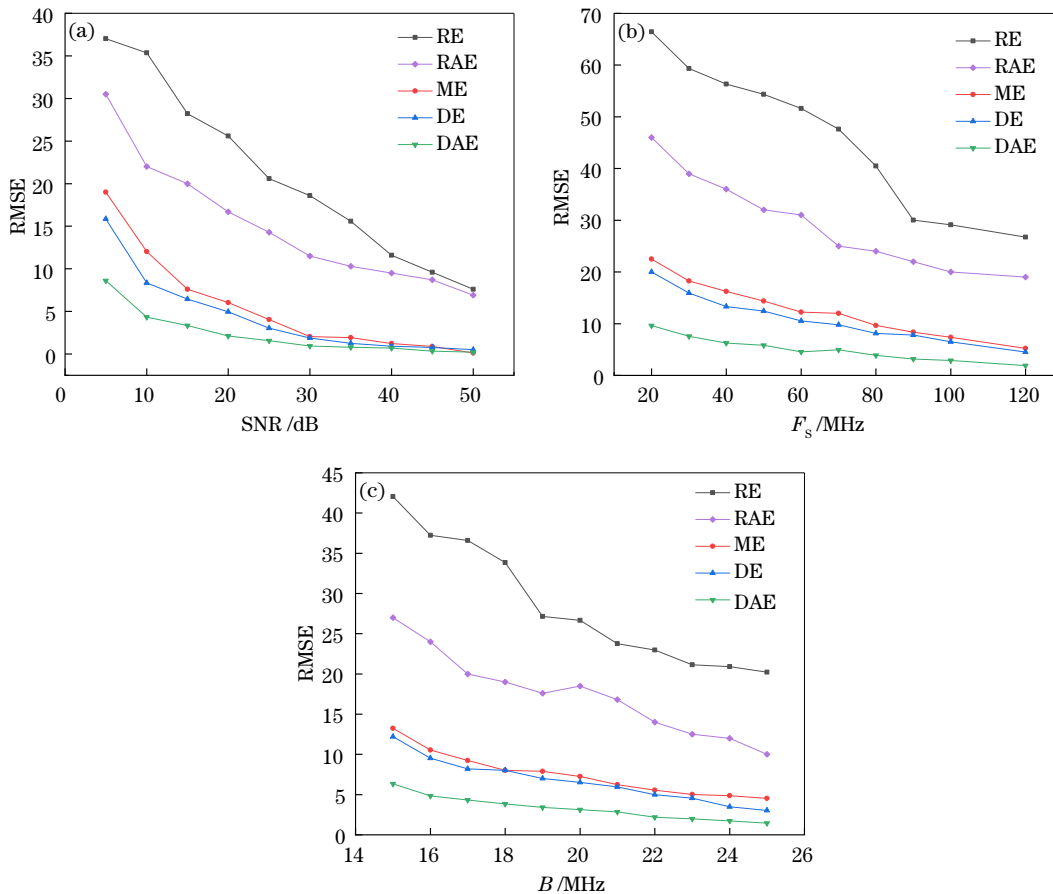 (a)
40
35
30
25
20
15
10
5
0
RMSE
RE
RAE
ME
DE
DAE
0 10 20 30 40 50
SNR /dB
(b)
70
60
50
40
30
20
10
0
RMSE
RE
RAE
ME
DE
DAE
20 40 60 80 100 120
Fs /MHz
(c)
45
40
35
30
25
20
15
10
5
0
RMSE
RE
RAE
ME
DE
DAE
14 16 18 20 22 24 26
B /MHz